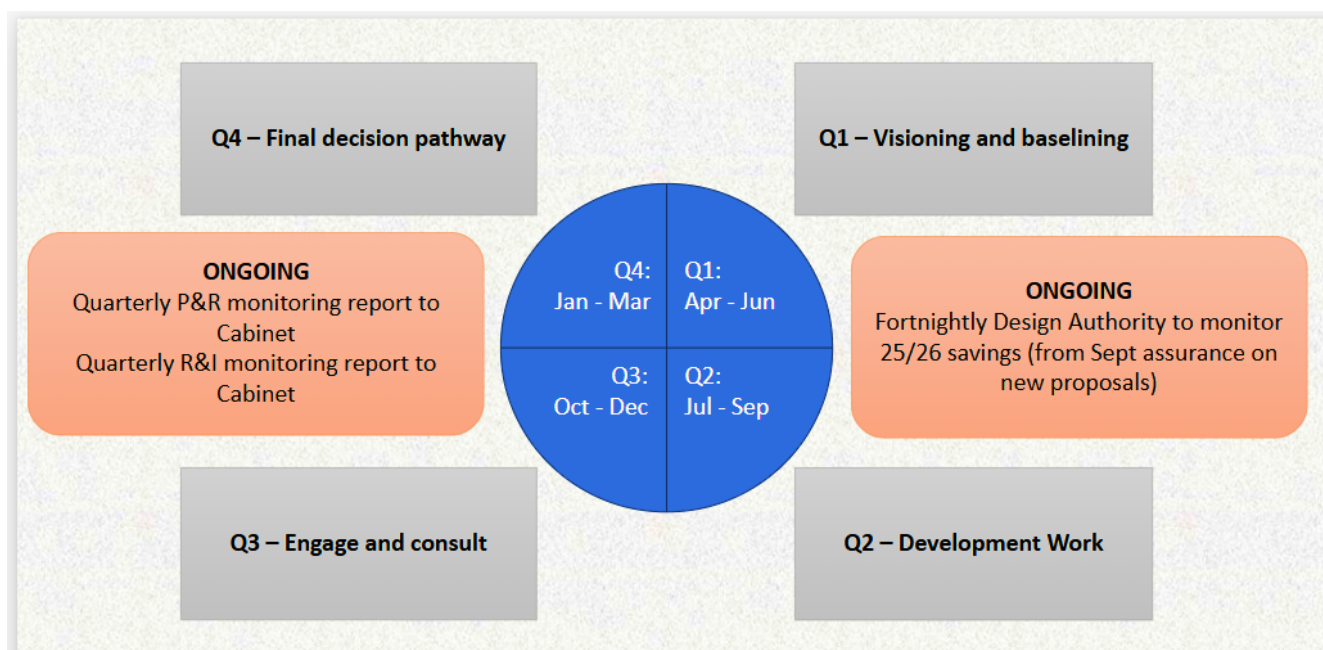 Q4 – Final decision pathway
Q1 – Visioning and baselining
ONGOING
Quarterly P&R monitoring report to
Cabinet
Quarterly R&I monitoring report to
Cabinet
Q4:
Jan - Mar
Q1:
Apr - Jun
Q3:
Oct - Dec
Q2:
Jul - Sep
ONGOING
Fortnightly Design Authority to monitor
25/26 savings (from Sept assurance on
new proposals)
Q3 – Engage and consult
Q2 – Development Work